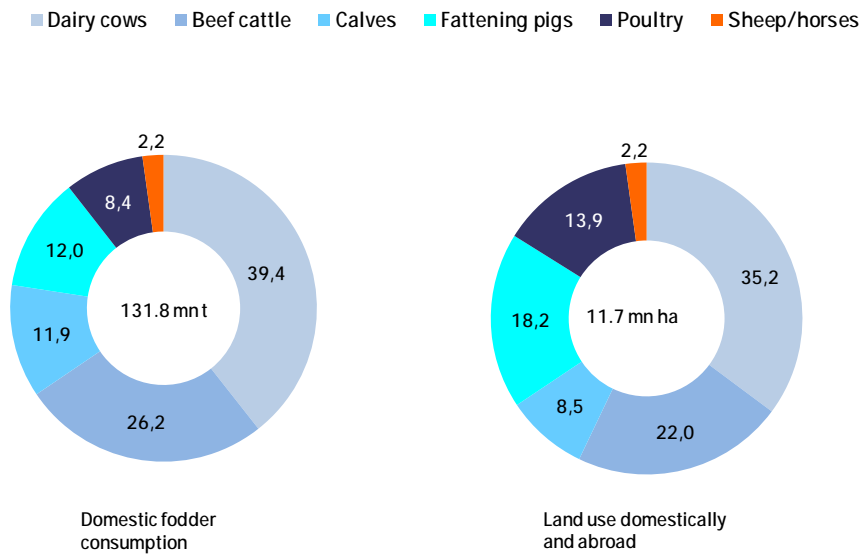 Dairy cows Beef cattle Calves Fattening pigs Poultry Sheep/horses
2,2
8,4
12,0
39,4
131.8 mn t
11,9
26,2
Domestic fodder
consumption
2,2
13,9
35,2
18,2
11.7 mn ha
8,5
22,0
Land use domestically
and abroad